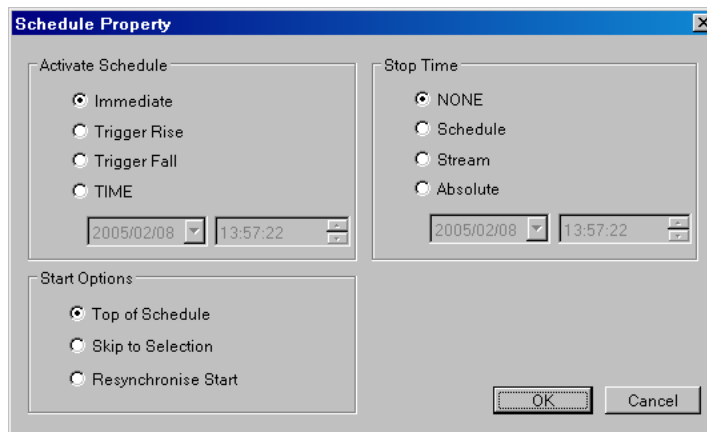 Schedule Property
Activate Schedule
Immediate
Trigger Rise
Trigger Fall
TIME
2005/02/08 13:57:22
Stop Time
NONE
Schedule
Stream
Absolute
2005/02/08 13:57:22
Start Options
Top of Schedule
Skip to Selection
Resynchronise Start
OK Cancel